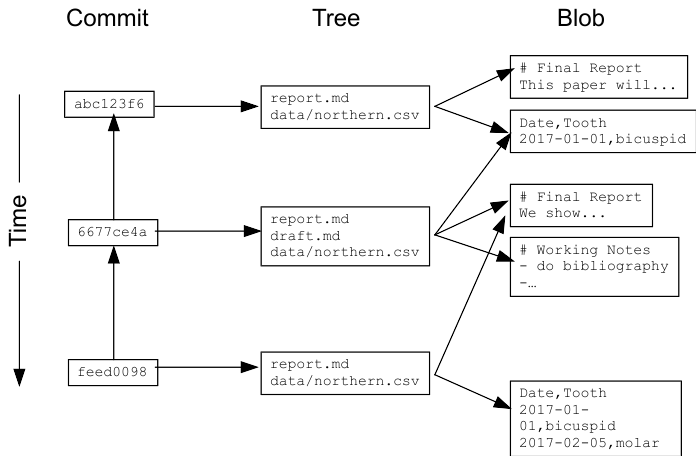 Commit
Tree
Blob
Time
abc123f6
report.md
data/northern.csv
# Final Report
This paper will...
Date,Tooth
2017-01-01,bicuspid
6677ce4a
report.md
draft.md
data/northern.csv
# Final Report
We show...
# Working Notes
- do bibliography
-…
feed0098
report.md
data/northern.csv
Date,Tooth
2017-01-
01,bicuspid
2017-02-05,molar